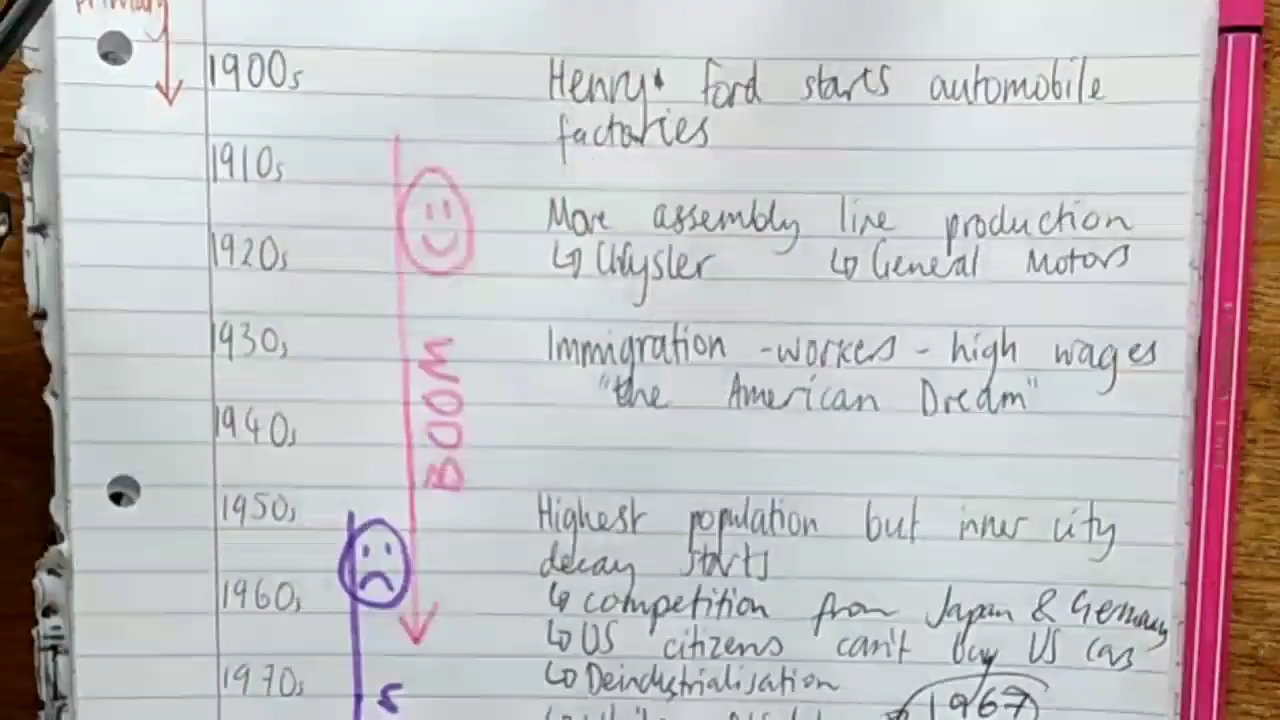 primary
1900s Henry ford starts automobile
factories
1910s
More assembly line production
1920s ↳ Chrysler ↳ General Motors
1930s Immigration - workers - high wages
"the American Dream"
BOOM
1940s
1950s Highest population but inner city
decay starts
1960s ↳ competition from Japan & Germany
↳ US citizens can't buy US cars
1970s ↳ Deindustrialisation
1967